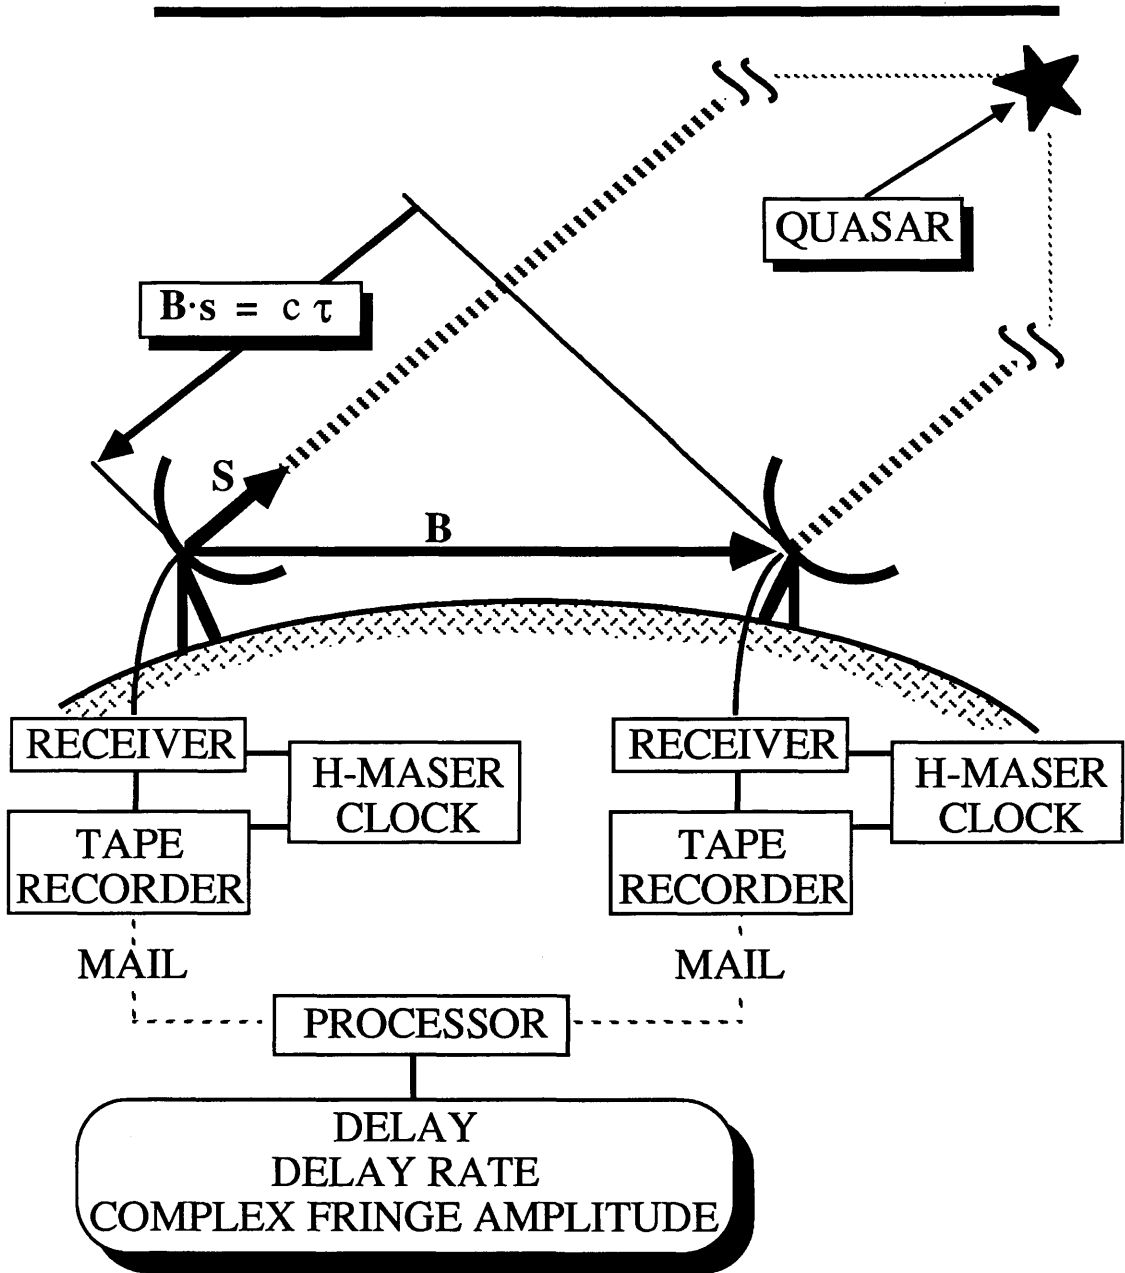 QUASAR
B·s = c τ
S
B
RECEIVER
H-MASER
CLOCK
TAPE
RECORDER
MAIL
RECEIVER
H-MASER
CLOCK
TAPE
RECORDER
MAIL
PROCESSOR
DELAY
DELAY RATE
COMPLEX FRINGE AMPLITUDE